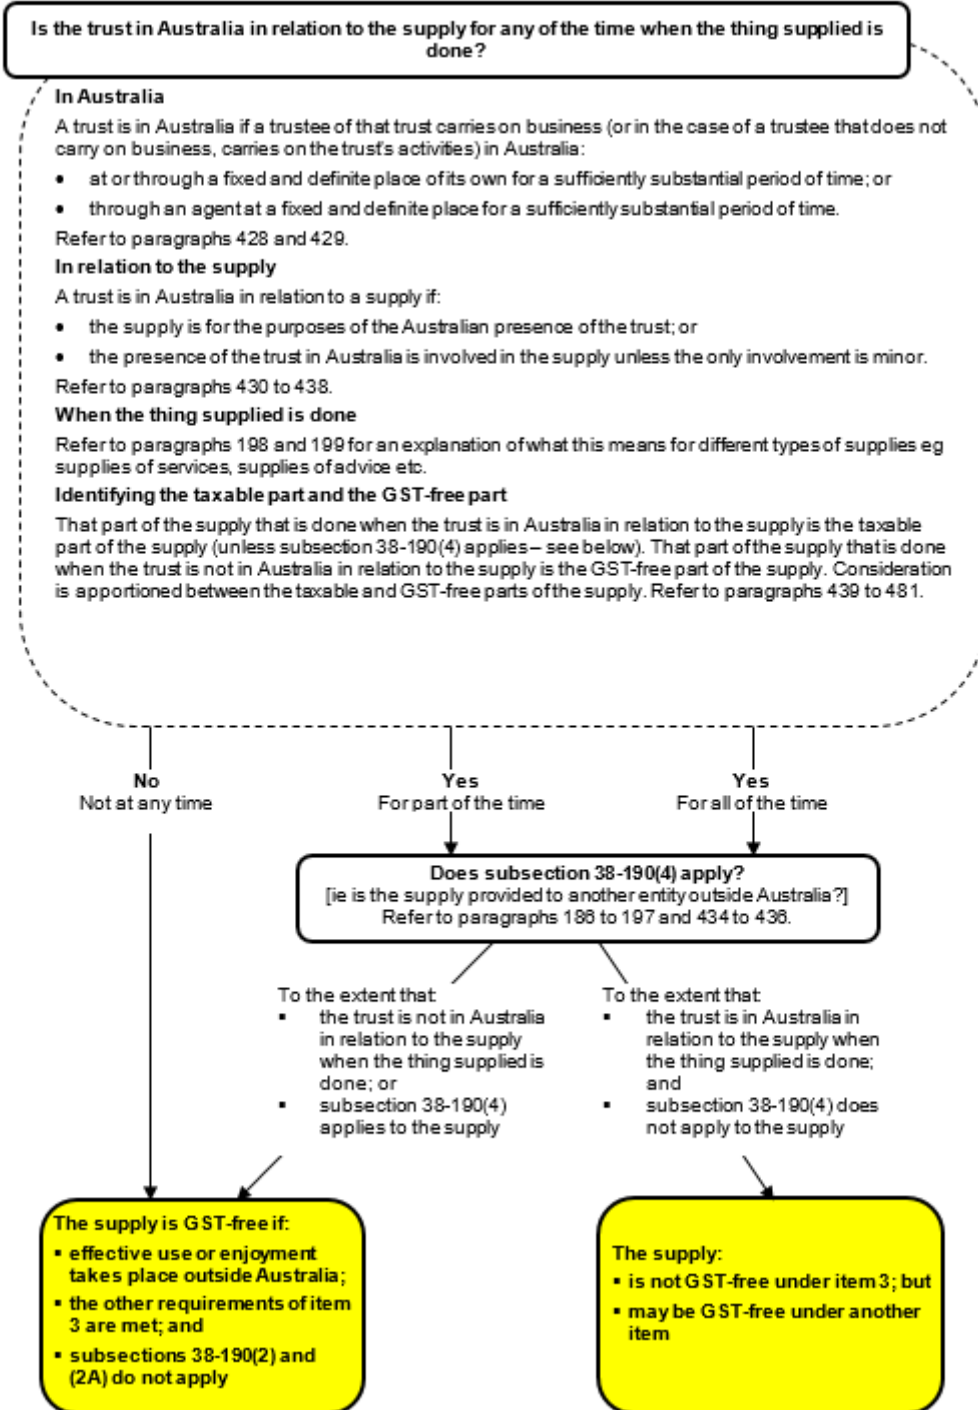 Is the trust in Australia in relation to the supply for any of the time when the thing supplied is
done?
In Australia
A trust is in Australia if a trustee of that trust carries on business (or in the case of a trustee that does not
carry on business, carries on the trust's activities) in Australia:
• at or through a fixed and definite place of its own for a sufficiently substantial period of time; or
• through an agent at a fixed and definite place for a sufficiently substantial period of time.
Refer to paragraphs 428 and 429.
In relation to the supply
A trust is in Australia in relation to a supply if:
• the supply is for the purposes of the Australian presence of the trust; or
• the presence of the trust in Australia is involved in the supply unless the only involvement is minor.
Refer to paragraphs 430 to 438.
When the thing supplied is done
Refer to paragraphs 198 and 199 for an explanation of what this means for different types of supplies eg
supplies of services, supplies of advice etc.
Identifying the taxable part and the GST-free part
That part of the supply that is done when the trust is in Australia in relation to the supply is the taxable
part of the supply (unless subsection 38-190(4) applies – see below). That part of the supply that is done
when the trust is not in Australia in relation to the supply is the GST-free part of the supply. Consideration
is apportioned between the taxable and GST-free parts of the supply. Refer to paragraphs 439 to 481.
No
Not at any time
Yes
For part of the time
Yes
For all of the time
Does subsection 38-190(4) apply?
[ie is the supply provided to another entity outside Australia?]
Refer to paragraphs 186 to 197 and 434 to 436.
To the extent that:
▪ the trust is not in Australia
in relation to the supply
when the thing supplied is
done; or
▪ subsection 38-190(4)
applies to the supply
To the extent that:
▪ the trust is in Australia in
relation to the supply when
the thing supplied is done;
and
▪ subsection 38-190(4) does
not apply to the supply
The supply is GST-free if:
▪ effective use or enjoyment
takes place outside Australia;
▪ the other requirements of item
3 are met; and
▪ subsections 38-190(2) and
(2A) do not apply
The supply:
▪ is not GST-free under item 3; but
▪ may be GST-free under another
item